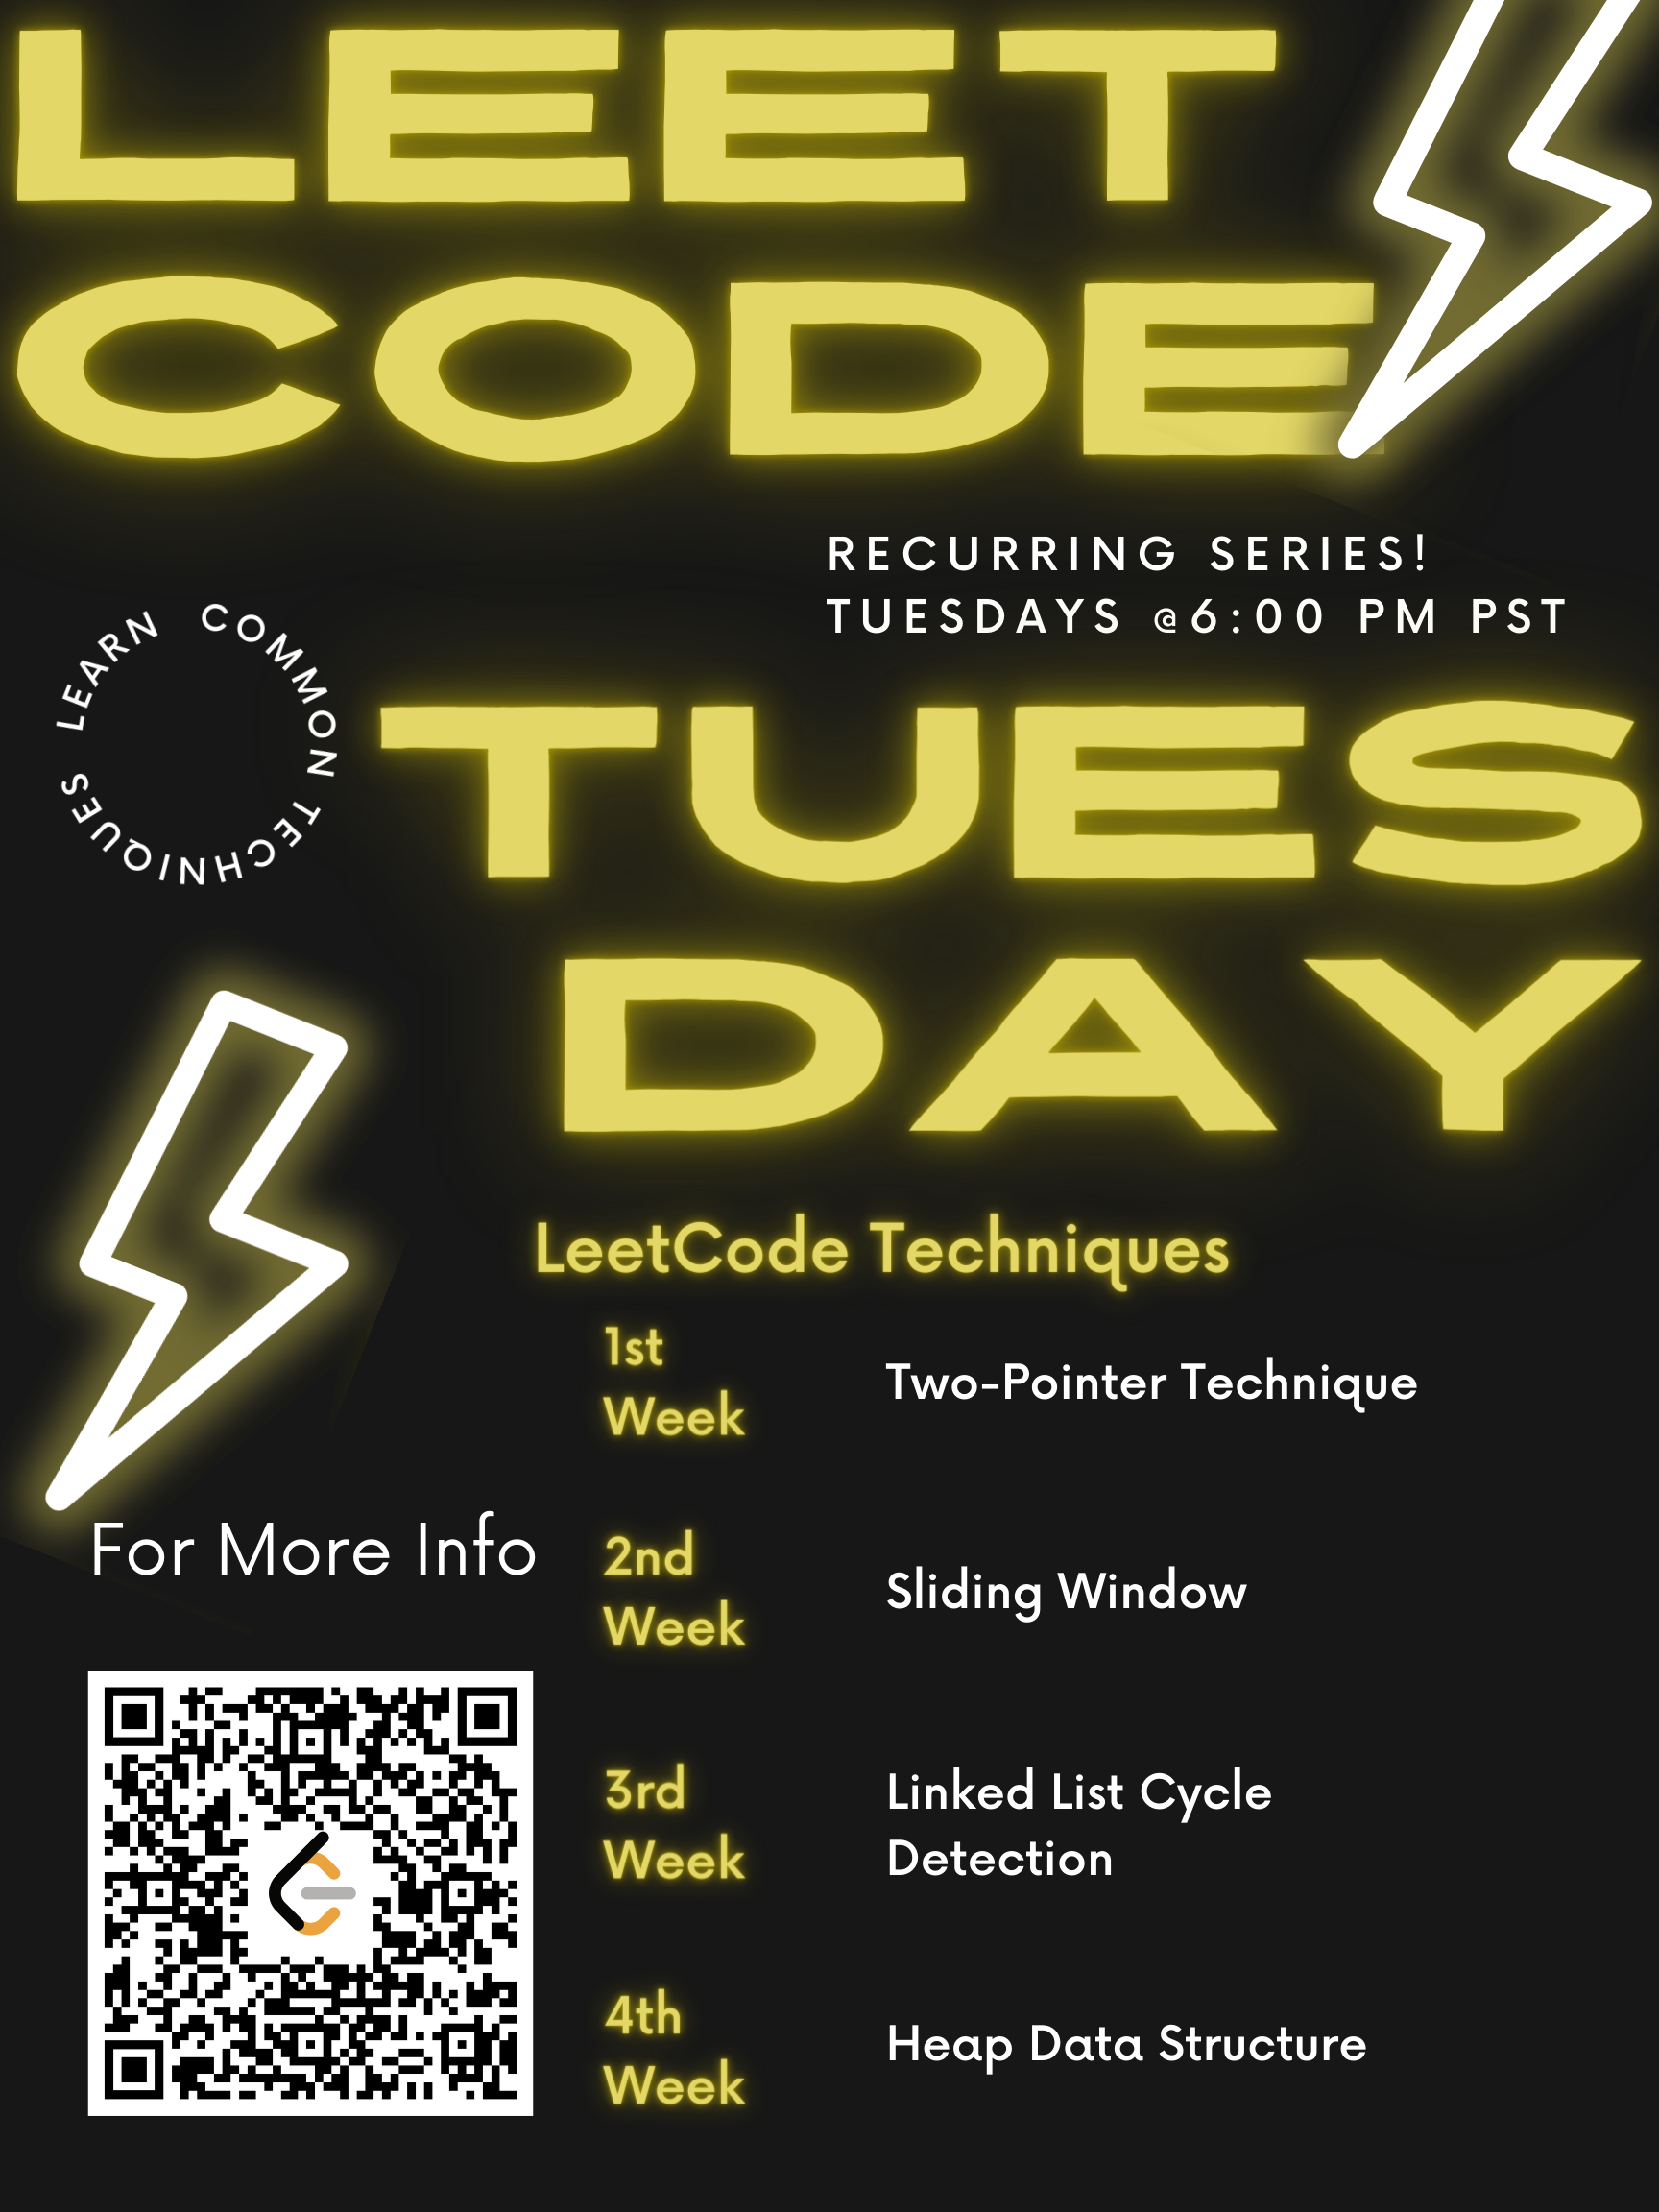 LEET
CODE
RECURRING SERIES!
TUESDAYS @6:00 PM PST
LEARN COMMON TECHNIQUES
TUES
DAY
LeetCode Techniques
1st
Week
Two-Pointer Technique
For More Info
2nd
Week
Sliding Window
3rd
Week
Linked List Cycle
Detection
4th
Week
Heap Data Structure